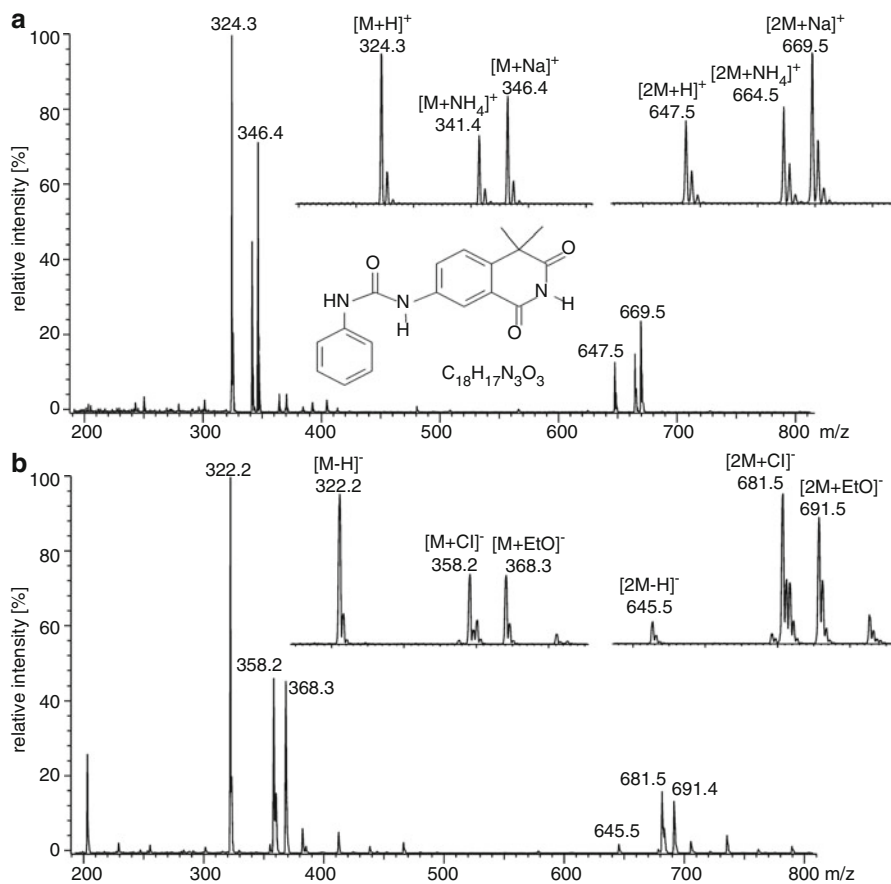 a
324.3
346.4
647.5
669.5
[M+H]+
324.3
[M+NH4]+
341.4
[M+Na]+
346.4
[2M+H]+
647.5
[2M+NH4]+
664.5
[2M+Na]+
669.5
O
HN
N
H
O
N
H
O
C18H17N3O3
relative intensity [%]
100
80
60
40
20
0
200 300 400 500 600 700 800 m/z
b
322.2
358.2
368.3
645.5
681.5
691.4
[M-H]-
322.2
[M+Cl]-
358.2
[M+EtO]-
368.3
[2M-H]-
645.5
[2M+Cl]-
681.5
[2M+EtO]-
691.5
relative intensity [%]
100
80
60
40
20
0
200 300 400 500 600 700 800 m/z